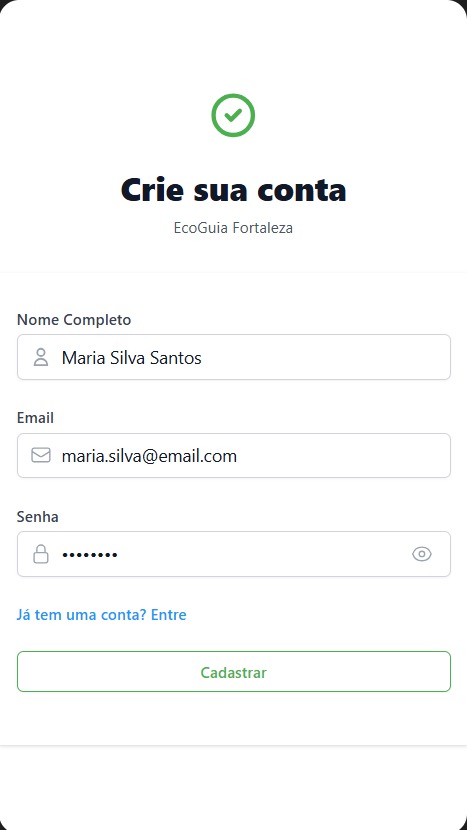 Crie sua conta
EcoGuia Fortaleza
Nome Completo
Maria Silva Santos
Email
maria.silva@email.com
Senha
••••••••
Já tem uma conta? Entre
Cadastrar